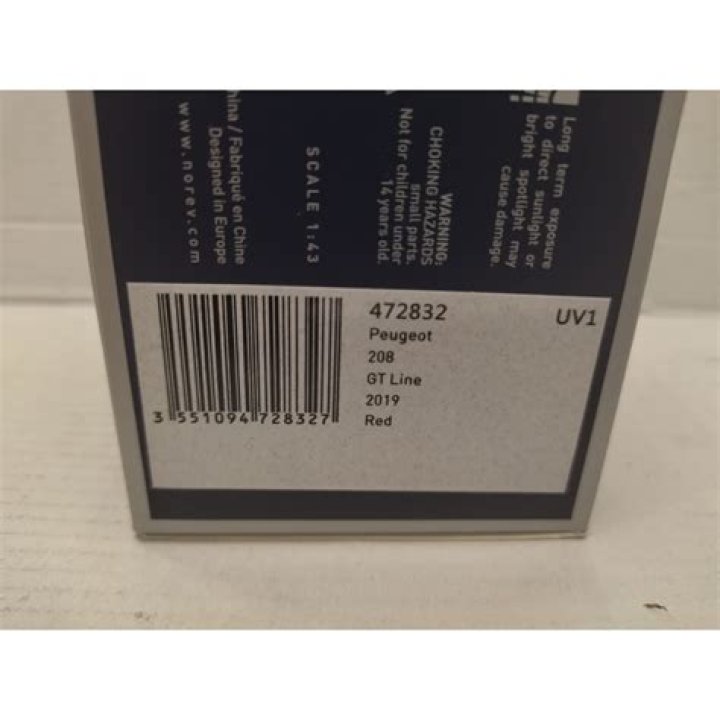 Long term exposure
to direct sunlight or
bright spotlight may
cause damage.
WARNING:
CHOKING HAZARDS
small parts.
Not for children under
14 years old.
SCALE 1:43
hina / Fabriqué en Chine
Designed in Europe
www.norev.com
472832
UV1
Peugeot
208
GT Line
2019
Red
3 551094 728327